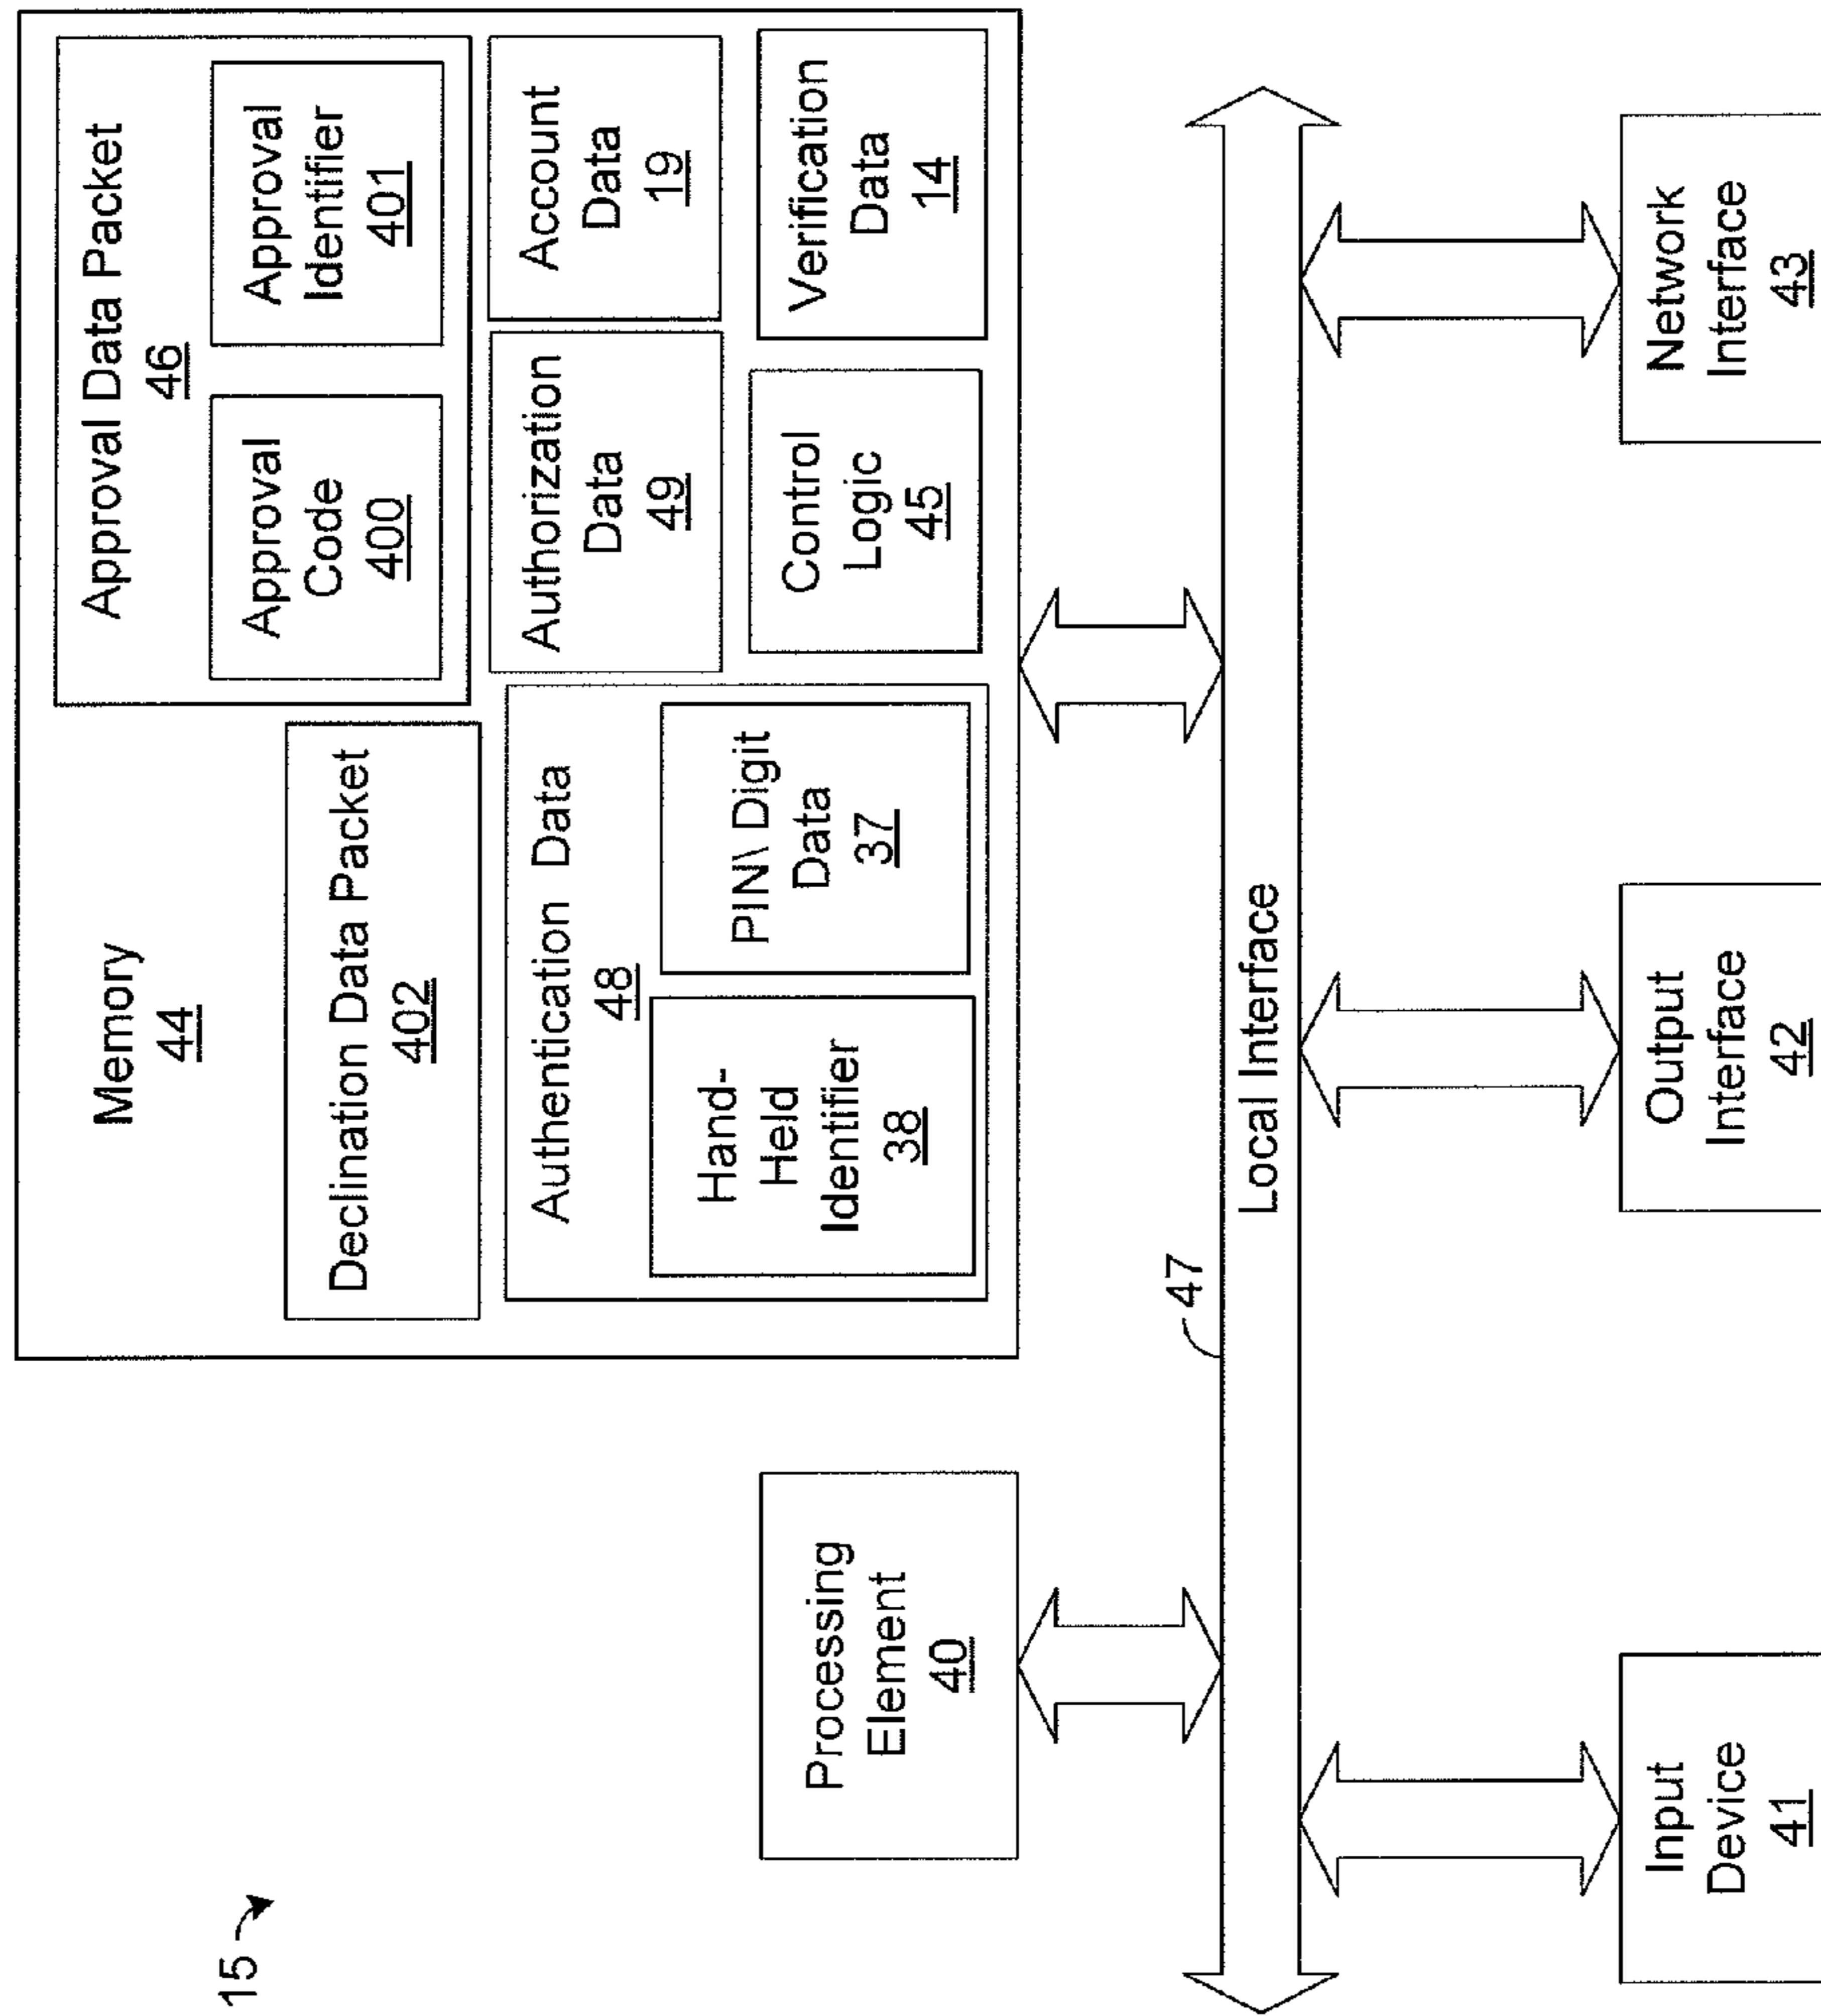 15
Memory
44
Approval Data Packet
46
Approval
Code
400
Approval
Identifier
401
Declination Data Packet
402
Authentication Data
48
Hand-
Held
Identifier
38
PIN\ Digit
Data
37
Authorization
Data
49
Account
Data
19
Control
Logic
45
Verification
Data
14
Processing
Element
40
47
Local Interface
Input
Device
41
Output
Interface
42
Network
Interface
43